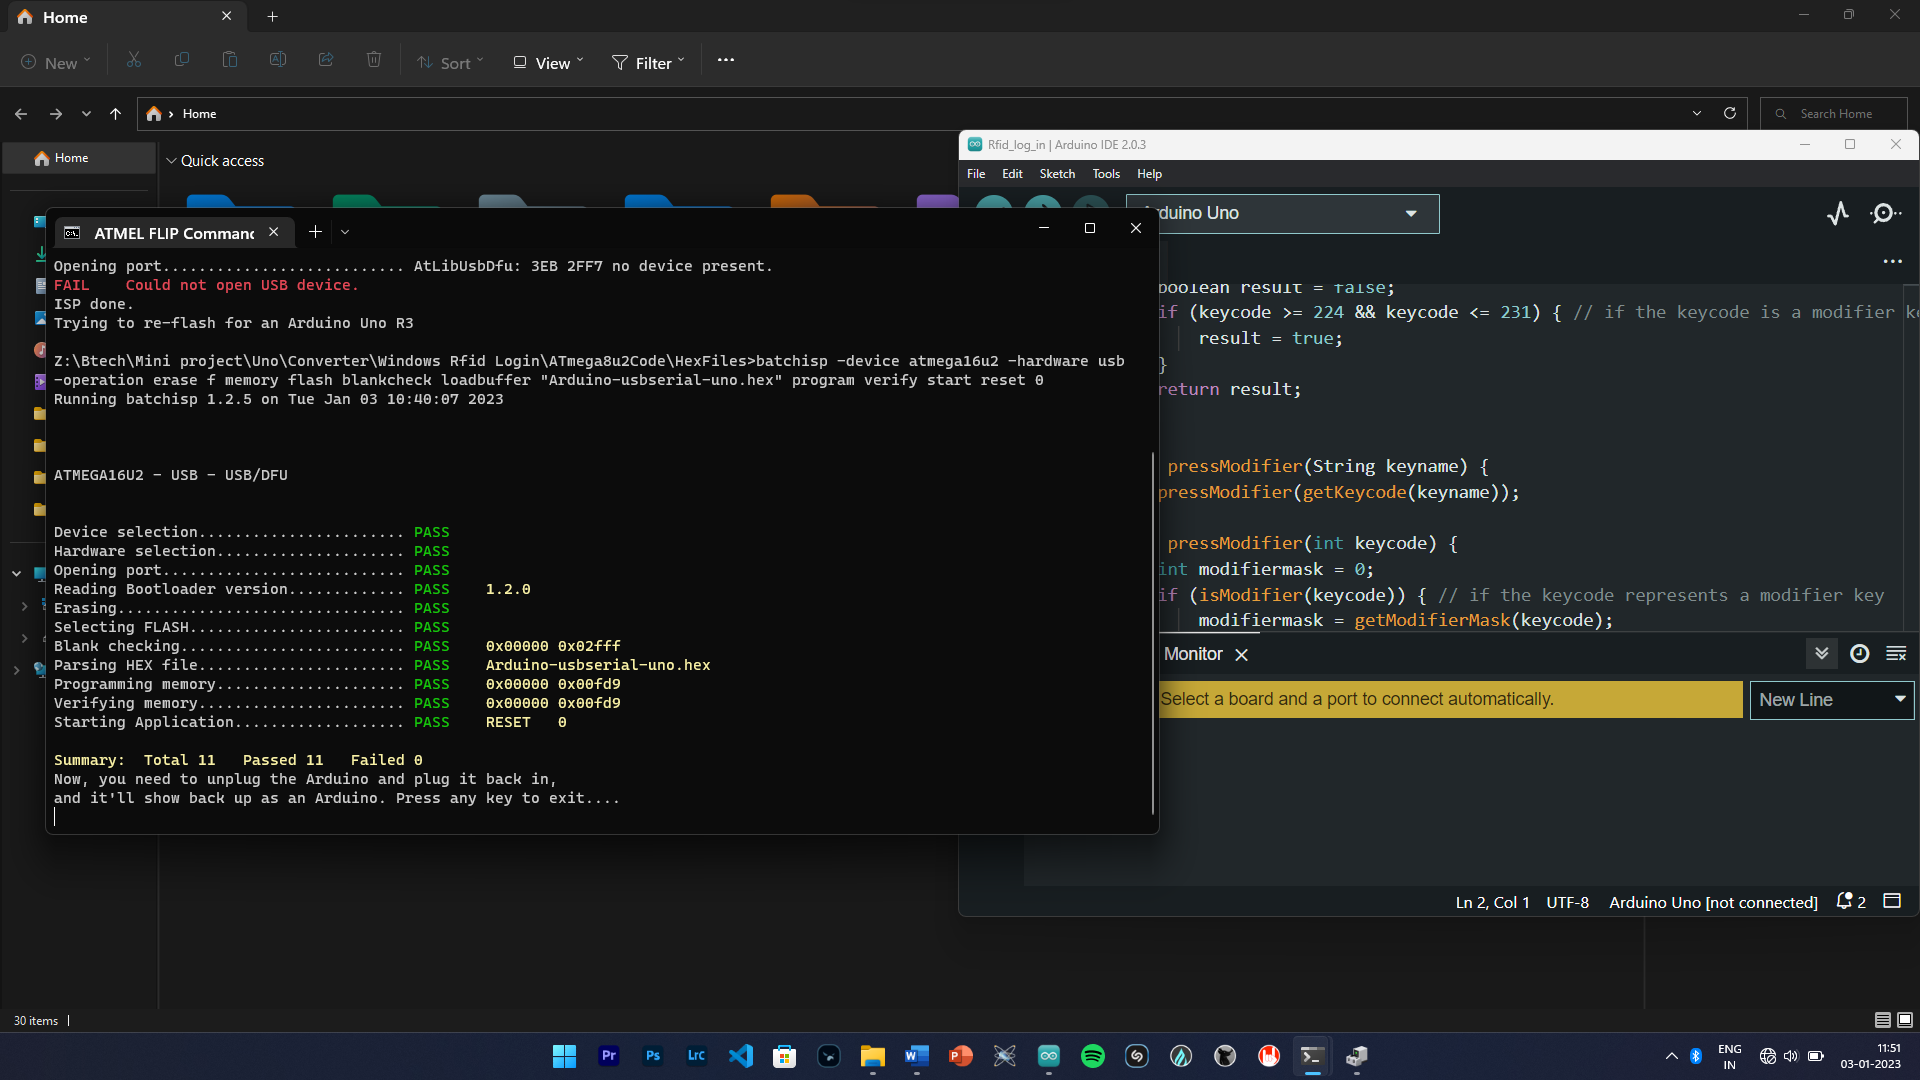 Home
New
Sort
View
Filter
Home
Search Home
Home
Quick access
Rfid_log_in | Arduino IDE 2.0.3
File Edit Sketch Tools Help
rduino Uno
boolean result = false;
if (keycode >= 224 && keycode <= 231) { // if the keycode is a modifier ke
result = true;
}
return result;
pressModifier(String keyname) {
pressModifier(getKeycode(keyname));
pressModifier(int keycode) {
int modifiermask = 0;
if (isModifier(keycode)) { // if the keycode represents a modifier key
modifiermask = getModifierMask(keycode);
Monitor
Select a board and a port to connect automatically.
New Line
Ln 2, Col 1 UTF-8 Arduino Uno [not connected] 2
ATMEL FLIP Command
Opening port........................... AtLibUsbDfu: 3EB 2FF7 no device present.
FAIL Could not open USB device.
ISP done.
Trying to re-flash for an Arduino Uno R3
Z:\Btech\Mini project\Uno\Converter\Windows Rfid Login\ATmega8u2Code\HexFiles>batchisp -device atmega16u2 -hardware usb
-operation erase f memory flash blankcheck loadbuffer "Arduino-usbserial-uno.hex" program verify start reset 0
Running batchisp 1.2.5 on Tue Jan 03 10:40:07 2023
ATMEGA16U2 - USB - USB/DFU
Device selection....................... PASS
Hardware selection..................... PASS
Opening port........................... PASS
Reading Bootloader version............. PASS 1.2.0
Erasing................................ PASS
Selecting FLASH........................ PASS
Blank checking......................... PASS 0x00000 0x02fff
Parsing HEX file....................... PASS Arduino-usbserial-uno.hex
Programming memory..................... PASS 0x00000 0x00fd9
Verifying memory....................... PASS 0x00000 0x00fd9
Starting Application................... PASS RESET 0
Summary: Total 11 Passed 11 Failed 0
Now, you need to unplug the Arduino and plug it back in,
and it'll show back up as an Arduino. Press any key to exit....
30 items
Pr
Ps
Lrc
W
P
ENG
IN
11:51
03-01-2023